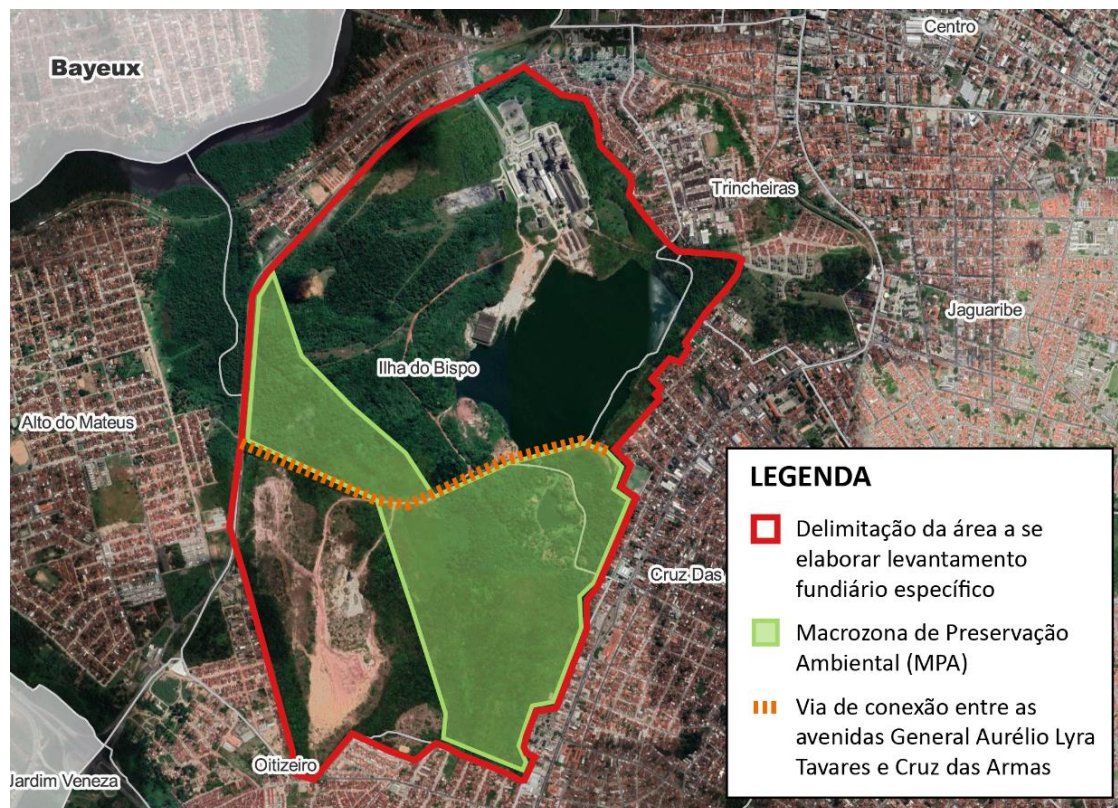 Centro
Bayeux
Trincheiras
Jaguaribe
Ilha do Bispo
Alto do Mateus
LEGENDA
Delimitação da área a se
elaborar levantamento
fundiário específico
Cruz Das
Macrozona de Preservação
Ambiental (MPA)
Via de conexão entre as
avenidas General Aurélio Lyra
Tavares e Cruz das Armas
Oitizeiro
Jardim Veneza